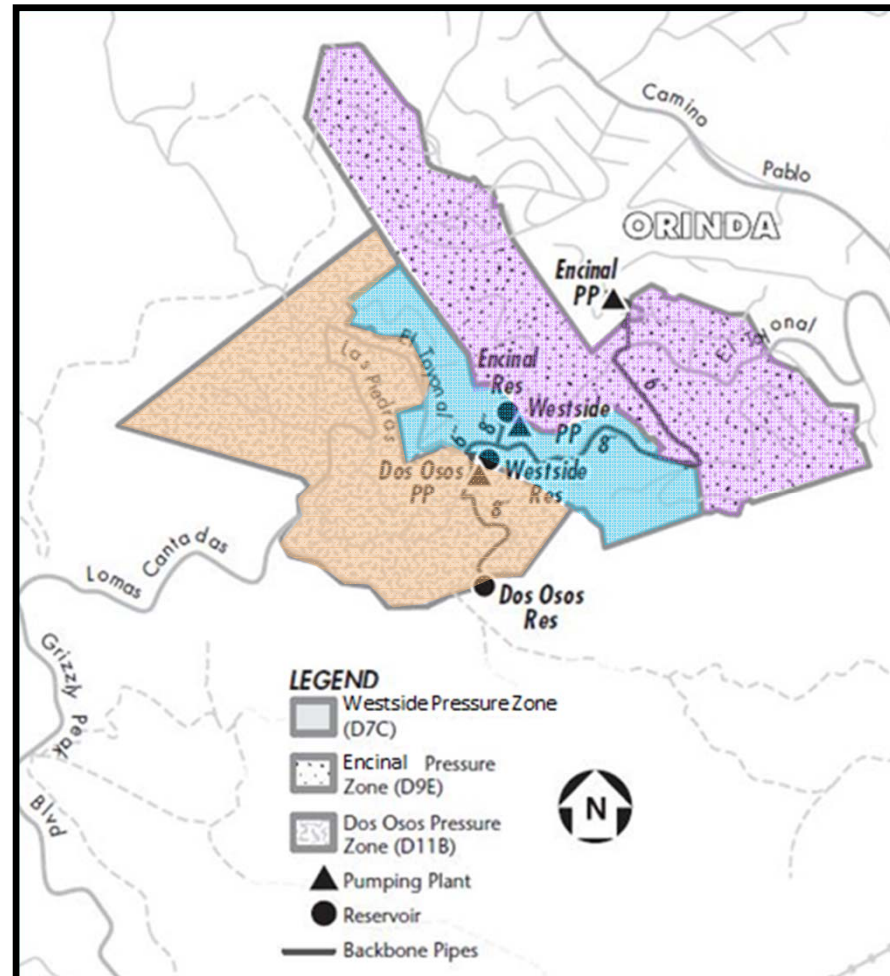 Camino
Pablo
ORINDA
Encinal
PP
El Toyonal
6"
Encinal
Res
El Toyonal
Las Piedras
Westside
PP
8"
8"
6"
Westside
Res
Dos Osos
PP
8"
Dos Osos
Res
Lomas Cantadas
Grizzly Peak
Blvd
LEGEND
Westside Pressure Zone
(D7C)
Encinal Pressure
Zone (D9E)
Dos Osos Pressure
Zone (D11B)
N
Pumping Plant
Reservoir
Backbone Pipes